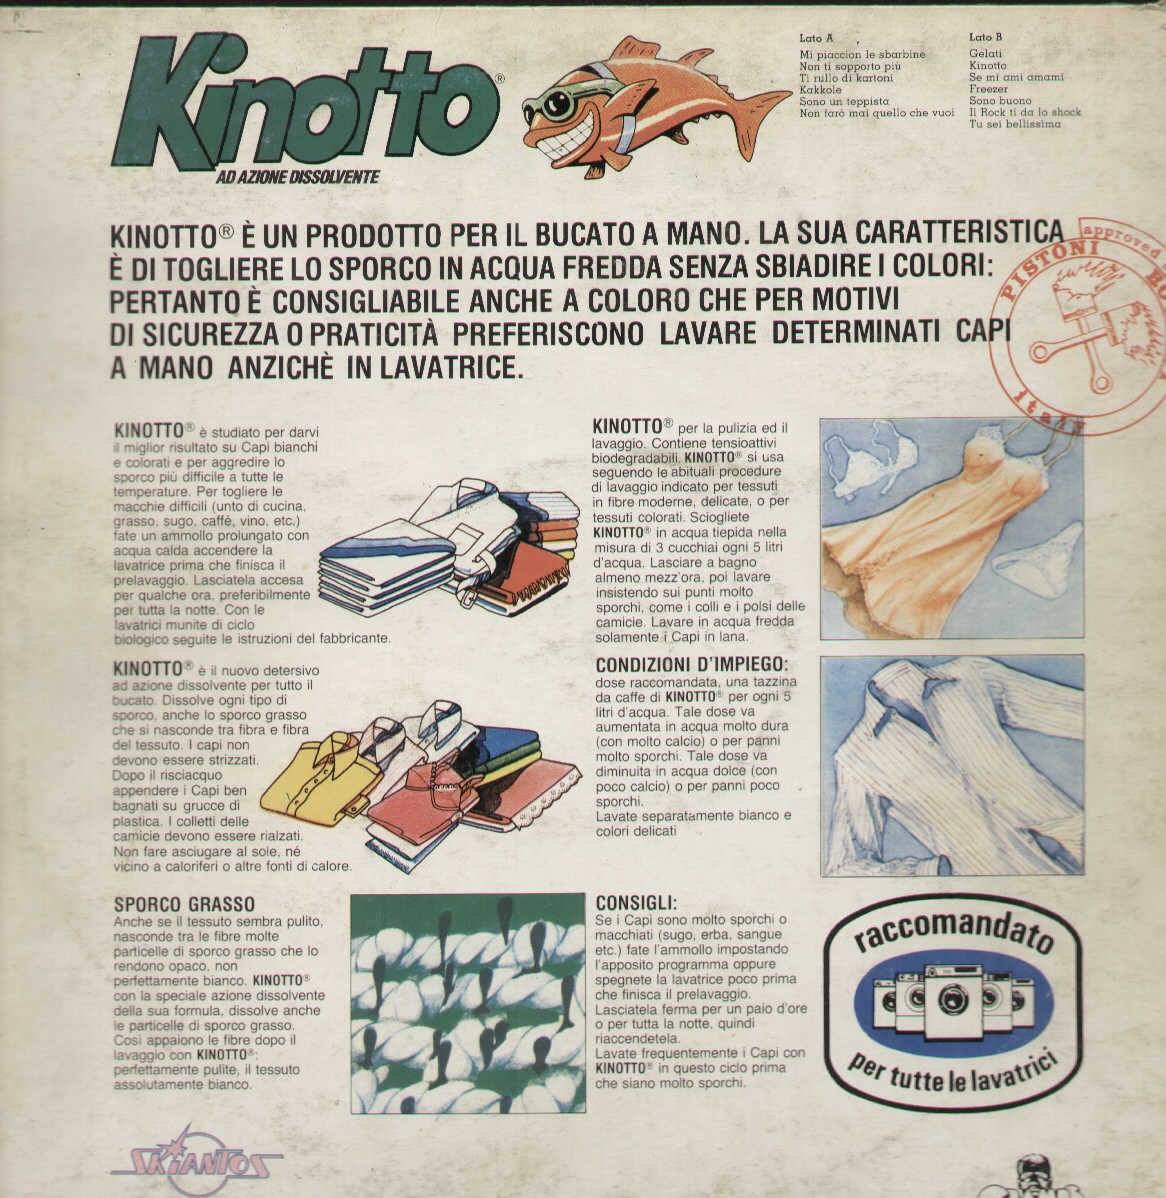 Kinotto®
AD AZIONE DISSOLVENTE
Lato A
Mi piaccion le sbarbine
Non ti sopporto più
Ti rullo di kartoni
Kakkole
Sono un teppista
Non farò mai quello che vuoi
Lato B
Gelati
Kinotto
Se mi ami amami
Freezer
Sono buono
Il Rock ti da lo shock
Tu sei bellissima
KINOTTO® È UN PRODOTTO PER IL BUCATO A MANO. LA SUA CARATTERISTICA
È DI TOGLIERE LO SPORCO IN ACQUA FREDDA SENZA SBIADIRE I COLORI:
PERTANTO È CONSIGLIABILE ANCHE A COLORO CHE PER MOTIVI
DI SICUREZZA O PRATICITÀ PREFERISCONO LAVARE DETERMINATI CAPI
A MANO ANZICHÈ IN LAVATRICE.
approved
PISTONI
Italy
KINOTTO® è studiato per darvi
il miglior risultato su Capi bianchi
e colorati e per aggredire lo
sporco più difficile a tutte le
temperature. Per togliere le
macchie difficili (unto di cucina,
grasso, sugo, caffé, vino, etc.)
fate un ammollo prolungato con
acqua calda accendere la
lavatrice prima che finisca il
prelavaggio. Lasciatela accesa
per qualche ora, preferibilmente
per tutta la notte. Con le
lavatrici munite di ciclo
biologico seguite le istruzioni del fabbricante.
KINOTTO® è il nuovo detersivo
ad azione dissolvente per tutto il
bucato. Dissolve ogni tipo di
sporco, anche lo sporco grasso
che si nasconde tra fibra e fibra
del tessuto. I capi non
devono essere strizzati.
Dopo il risciacquo
appendere i Capi ben
bagnati su grucce di
plastica. I colletti delle
camicie devono essere rialzati.
Non fare asciugare al sole, né
vicino a caloriferi o altre fonti di calore.
SPORCO GRASSO
Anche se il tessuto sembra pulito,
nasconde tra le fibre molte
particelle di sporco grasso che lo
rendono opaco, non
perfettamente bianco. KINOTTO®
con la speciale azione dissolvente
della sua formula, dissolve anche
le particelle di sporco grasso.
Così appaiono le fibre dopo il
lavaggio con KINOTTO®:
perfettamente pulite, il tessuto
assolutamente bianco.
KINOTTO® per la pulizia ed il
lavaggio. Contiene tensioattivi
biodegradabili. KINOTTO® si usa
seguendo le abituali procedure
di lavaggio indicato per tessuti
in fibre moderne, delicate, o per
tessuti colorati. Sciogliete
KINOTTO® in acqua tiepida nella
misura di 3 cucchiai ogni 5 litri
d'acqua. Lasciare a bagno
almeno mezz'ora, poi lavare
insistendo sui punti molto
sporchi, come i colli e i polsi delle
camicie. Lavare in acqua fredda
solamente i Capi in lana.
CONDIZIONI D'IMPIEGO:
dose raccomandata, una tazzina
da caffe di KINOTTO® per ogni 5
litri d'acqua. Tale dose va
aumentata in acqua molto dura
(con molto calcio) o per panni
molto sporchi. Tale dose va
diminuita in acqua dolce (con
poco calcio) o per panni poco
sporchi.
Lavate separatamente bianco e
colori delicati
CONSIGLI:
Se i Capi sono molto sporchi o
macchiati (sugo, erba, sangue
etc.) fate l'ammollo impostando
l'apposito programma oppure
spegnete la lavatrice poco prima
che finisca il prelavaggio.
Lasciatela ferma per un paio d'ore
o per tutta la notte, quindi
riaccendetela.
Lavate frequentemente i Capi con
KINOTTO® in questo ciclo prima
che siano molto sporchi.
raccomandato
per tutte le lavatrici
SKIANTOS